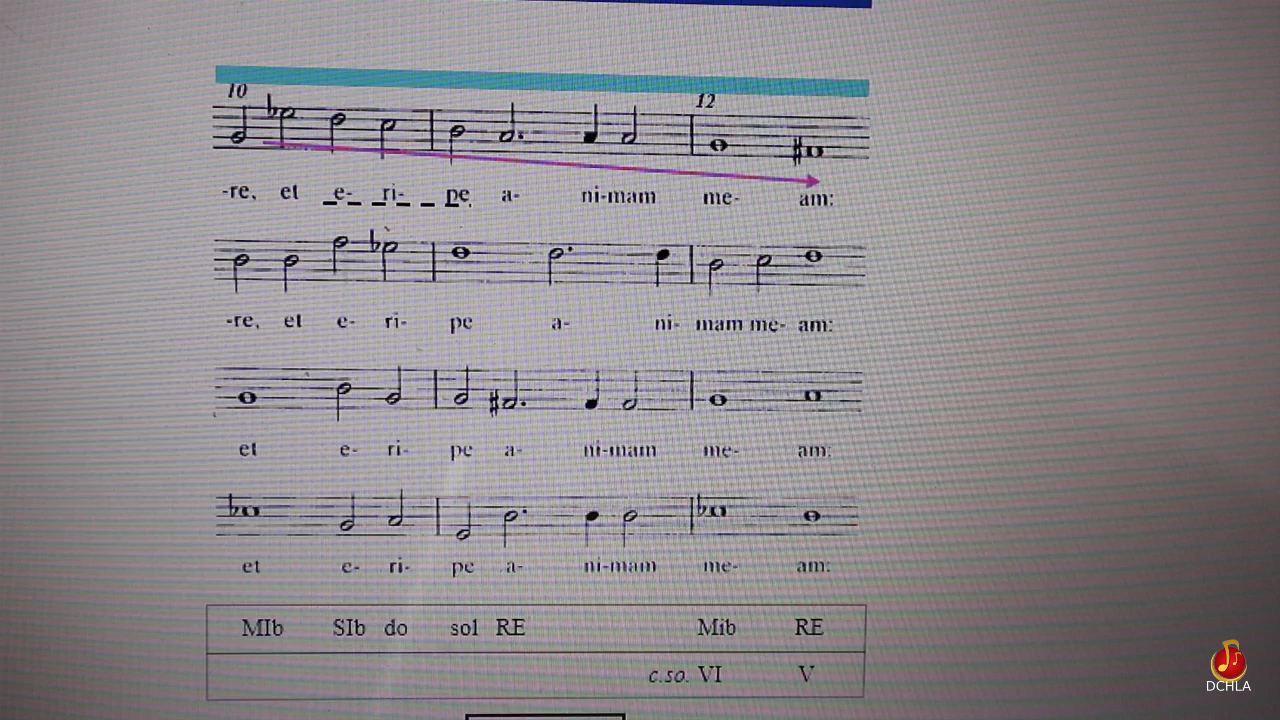 10 12
-re, et e- ri- pe a- ni-mam me- am:
-re, et e- ri- pe a- ni- mam me- am:
et e- ri- pe a- ni-mam me- am:
et e- ri- pe a- ni-mam me- am:
MIb SIb do sol RE Mib RE
c.so. VI V
DCHLA